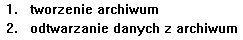 1. tworzenie archiwum
2. odtwarzanie danych z archiwum